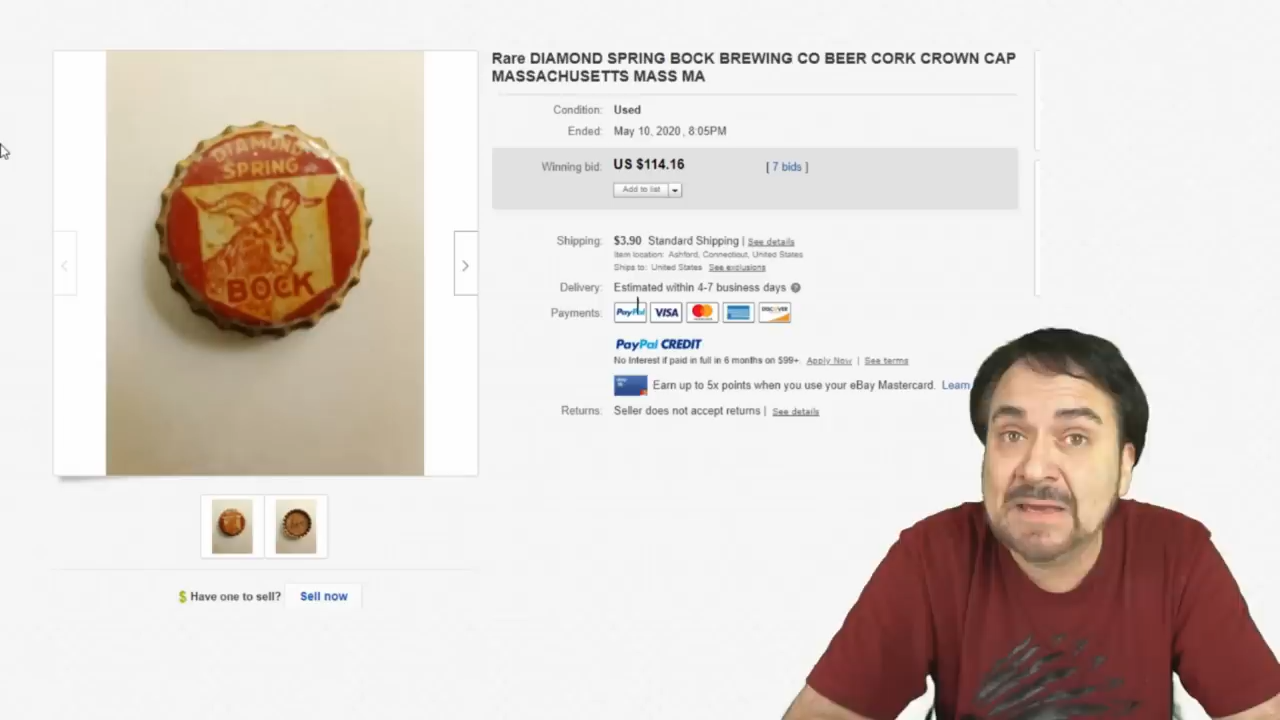 DIAMOND
SPRING
BOCK
Rare DIAMOND SPRING BOCK BREWING CO BEER CORK CROWN CAP
MASSACHUSETTS MASS MA
Condition: Used
Ended: May 10, 2020 , 8:05PM
Winning bid: US $114.16 [ 7 bids ]
Add to list
Shipping: $3.90 Standard Shipping | See details
Item location: Ashford, Connecticut, United States
Ships to: United States See exclusions
Delivery: Estimated within 4-7 business days ?
Payments: PayPal VISA MasterCard DISCOVER
PayPal CREDIT
No Interest if paid in full in 6 months on $99+. Apply Now | See terms
Earn up to 5x points when you use your eBay Mastercard. Learn
Returns: Seller does not accept returns | See details
$ Have one to sell? Sell now